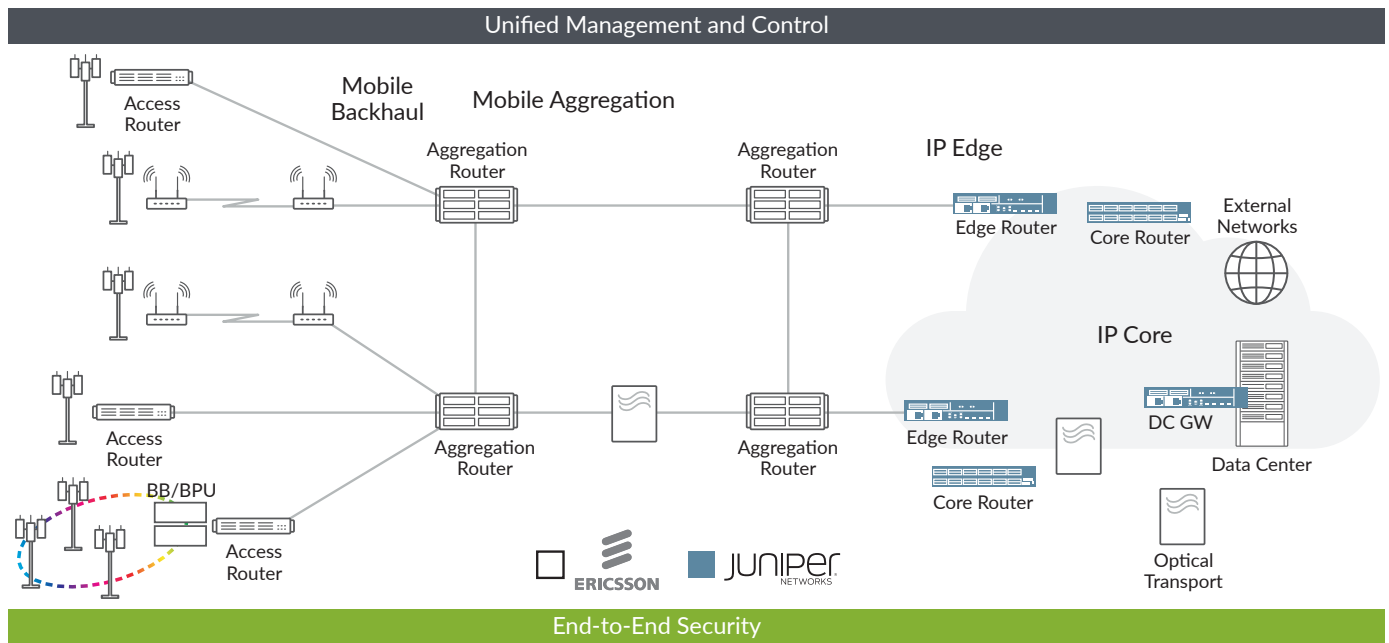 Unified Management and Control
Access
Router
Mobile
Backhaul
Mobile Aggregation
Aggregation
Router
Aggregation
Router
IP Edge
Edge Router
Core Router
External
Networks
IP Core
Access
Router
Aggregation
Router
Aggregation
Router
Edge Router
Core Router
DC GW
Data Center
BB/BPU
Access
Router
ERICSSON
JUNIPER
NETWORKS
Optical
Transport
End-to-End Security